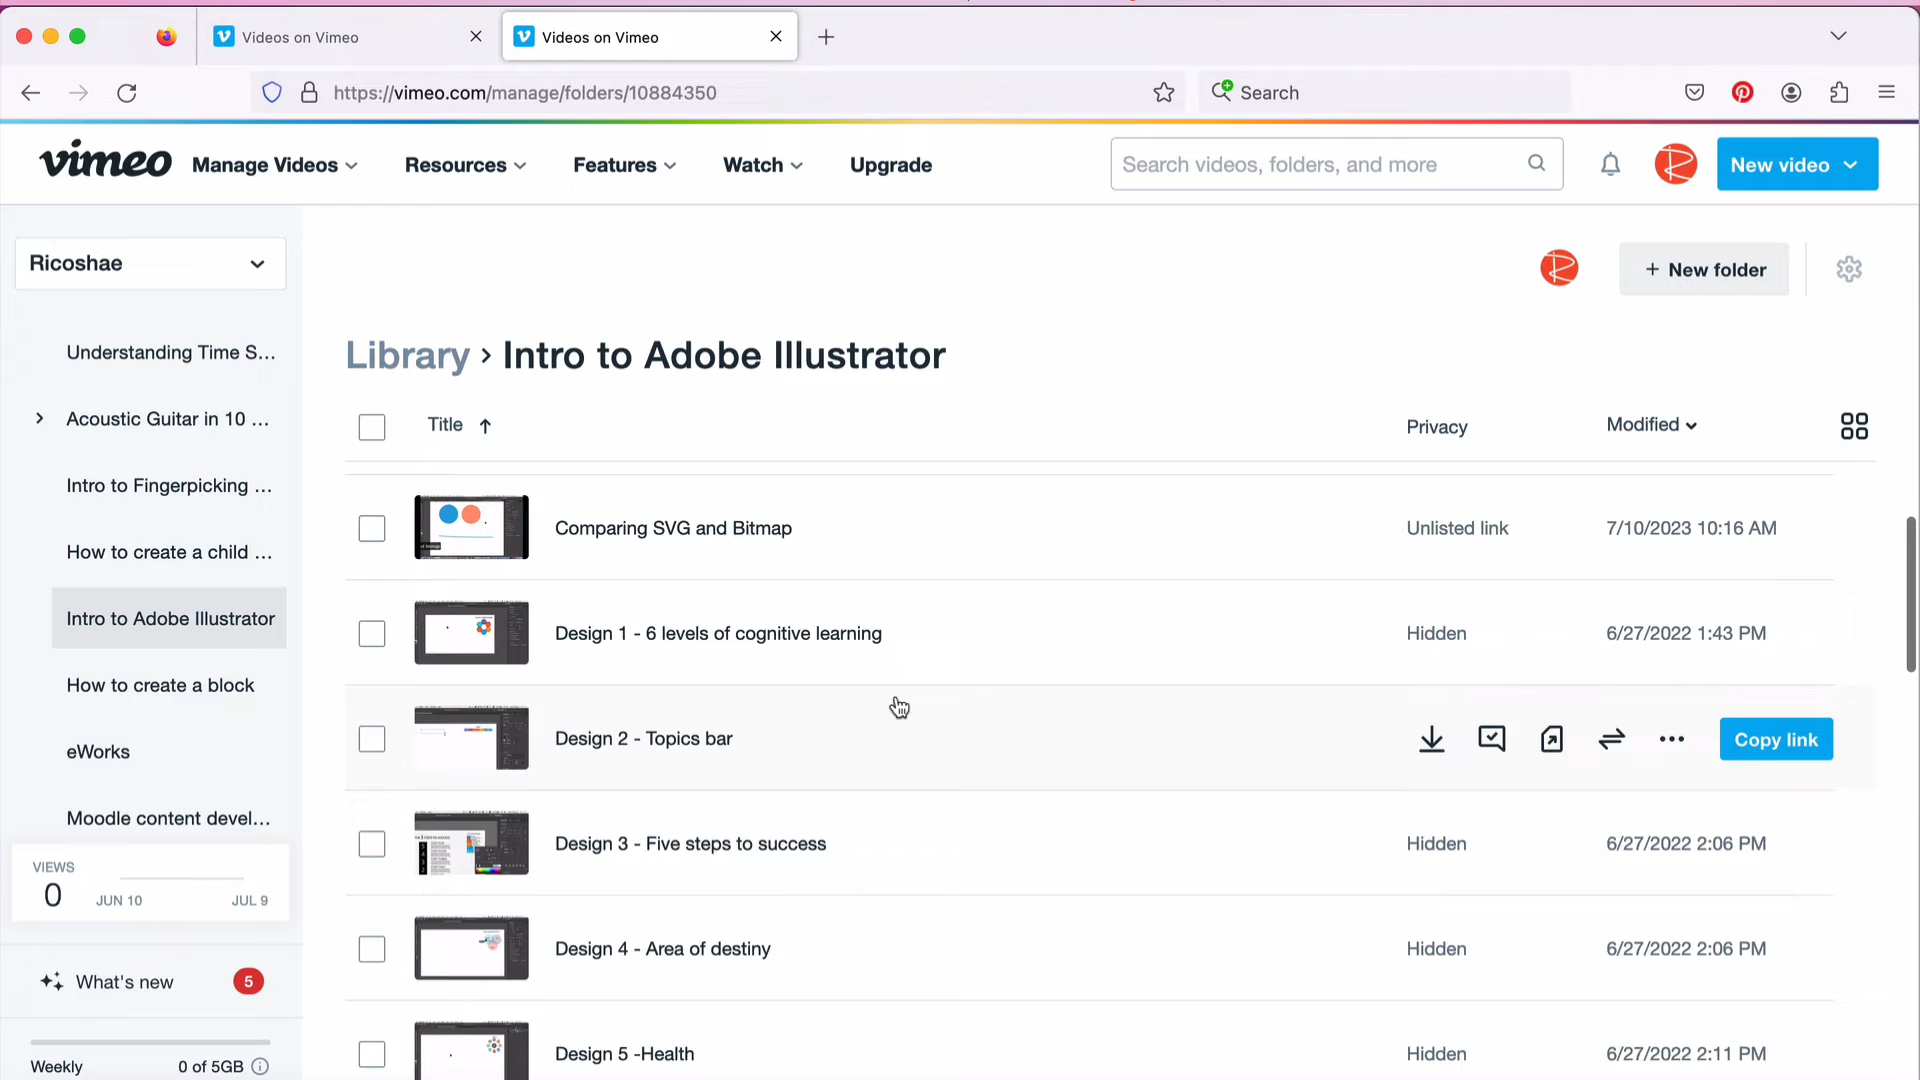 Videos on Vimeo
Videos on Vimeo
https://vimeo.com/manage/folders/10884350
Search
vimeo
Manage Videos
Resources
Features
Watch
Upgrade
Search videos, folders, and more
New video
Ricoshae
+ New folder
Understanding Time S...
Acoustic Guitar in 10 ...
Intro to Fingerpicking ...
How to create a child ...
Intro to Adobe Illustrator
How to create a block
eWorks
Moodle content devel...
VIEWS
0
JUN 10
JUL 9
What's new
5
Weekly
0 of 5GB
Library › Intro to Adobe Illustrator
Title
Privacy
Modified
Comparing SVG and Bitmap
Unlisted link
7/10/2023 10:16 AM
Design 1 - 6 levels of cognitive learning
Hidden
6/27/2022 1:43 PM
Design 2 - Topics bar
Copy link
Design 3 - Five steps to success
Hidden
6/27/2022 2:06 PM
Design 4 - Area of destiny
Hidden
6/27/2022 2:06 PM
Design 5 -Health
Hidden
6/27/2022 2:11 PM